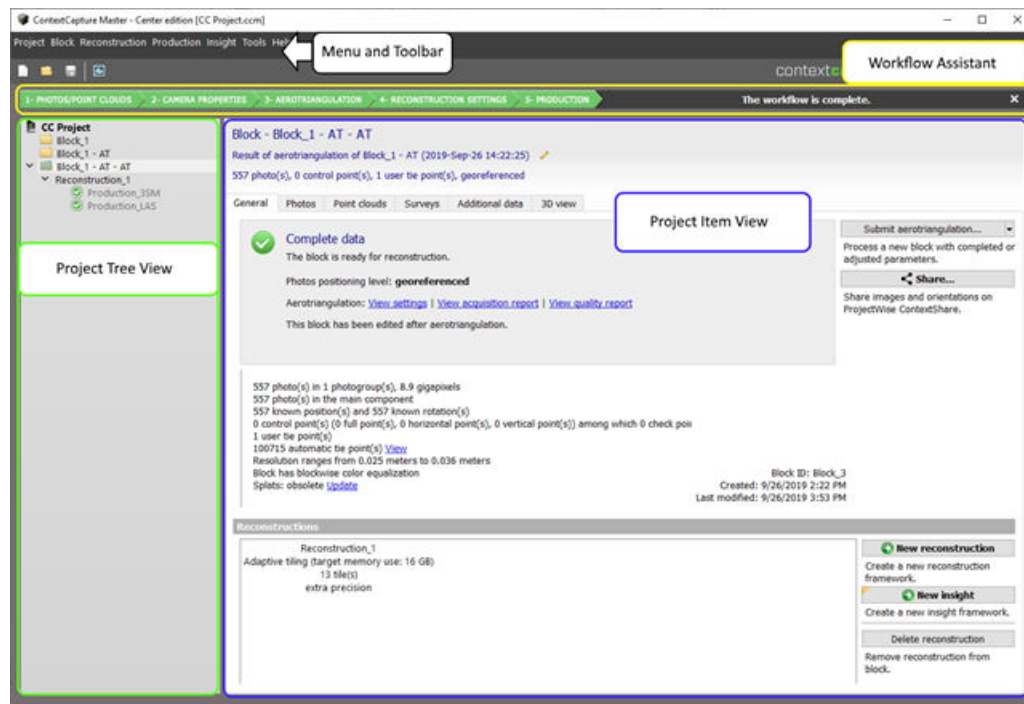 ContextCapture Master - Center edition [CC Project.ccm]
Project Block Reconstruction Production Insight Tools
Menu and Toolbar
Workflow Assistant
1- PHOTOS/POINT CLOUDS 2- CAMERA PROPERTIES 3- AEROTRIANGULATION 4- RECONSTRUCTION SETTINGS 5- PRODUCTION The workflow is complete.
CC Project
Block_1
Block_1 - AT
Block_1 - AT - AT
Reconstruction_1
Production_3SM
Production_LAS
Project Tree View
Block - Block_1 - AT - AT
Result of aerotriangulation of Block_1 - AT (2019-Sep-26 14:22:25)
557 photo(s), 0 control point(s), 1 user tie point(s), georeferenced
General Photos Point clouds Surveys Additional data 3D view
Project Item View
Complete data
The block is ready for reconstruction.
Photos positioning level: georeferenced
Aerotriangulation: View settings | View acquisition report | View quality report
This block has been edited after aerotriangulation.
Submit aerotriangulation...
Process a new block with completed or
adjusted parameters.
Share...
Share images and orientations on
ProjectWise ContextShare.
557 photo(s) in 1 photogroup(s), 8.9 gigapixels
557 photo(s) in the main component
557 known position(s) and 557 known rotation(s)
0 control point(s) (0 full point(s), 0 horizontal point(s), 0 vertical point(s)) among which 0 check poi
1 user tie point(s)
100715 automatic tie point(s) View
Resolution ranges from 0.025 meters to 0.036 meters
Block has blockwise color equalization
Splats: obsolete Update
Block ID: Block_3
Created: 9/26/2019 2:22 PM
Last modified: 9/26/2019 3:53 PM
Reconstructions
Reconstruction_1
Adaptive tiling (target memory use: 16 GB)
13 tile(s)
extra precision
New reconstruction
Create a new reconstruction
framework.
New insight
Create a new insight framework.
Delete reconstruction
Remove reconstruction from
block.